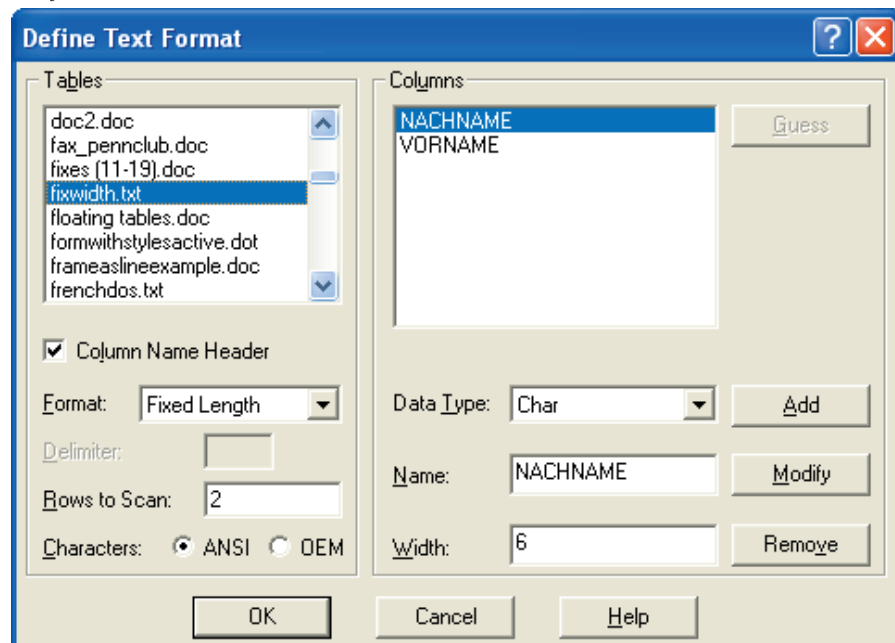 Define Text Format
Tables
doc2.doc
fax_pennclub.doc
fixes (11-19).doc
fixwidth.txt
floating tables.doc
formwithstylesactive.dot
frameaslineexample.doc
frenchdos.txt
Column Name Header
Format: Fixed Length
Delimiter:
Rows to Scan: 2
Characters: ANSI OEM
Columns
NACHNAME
VORNAME
Guess
Data Type: Char
Add
Name: NACHNAME
Modify
Width: 6
Remove
OK Cancel Help